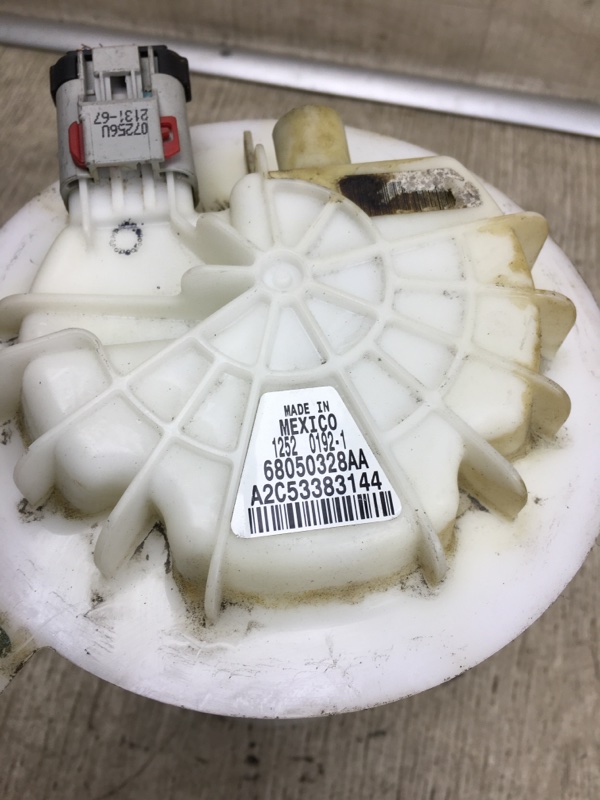 07256U
2131-67
MADE IN
MEXICO
1252 0192-1
68050328AA
A2C53383144